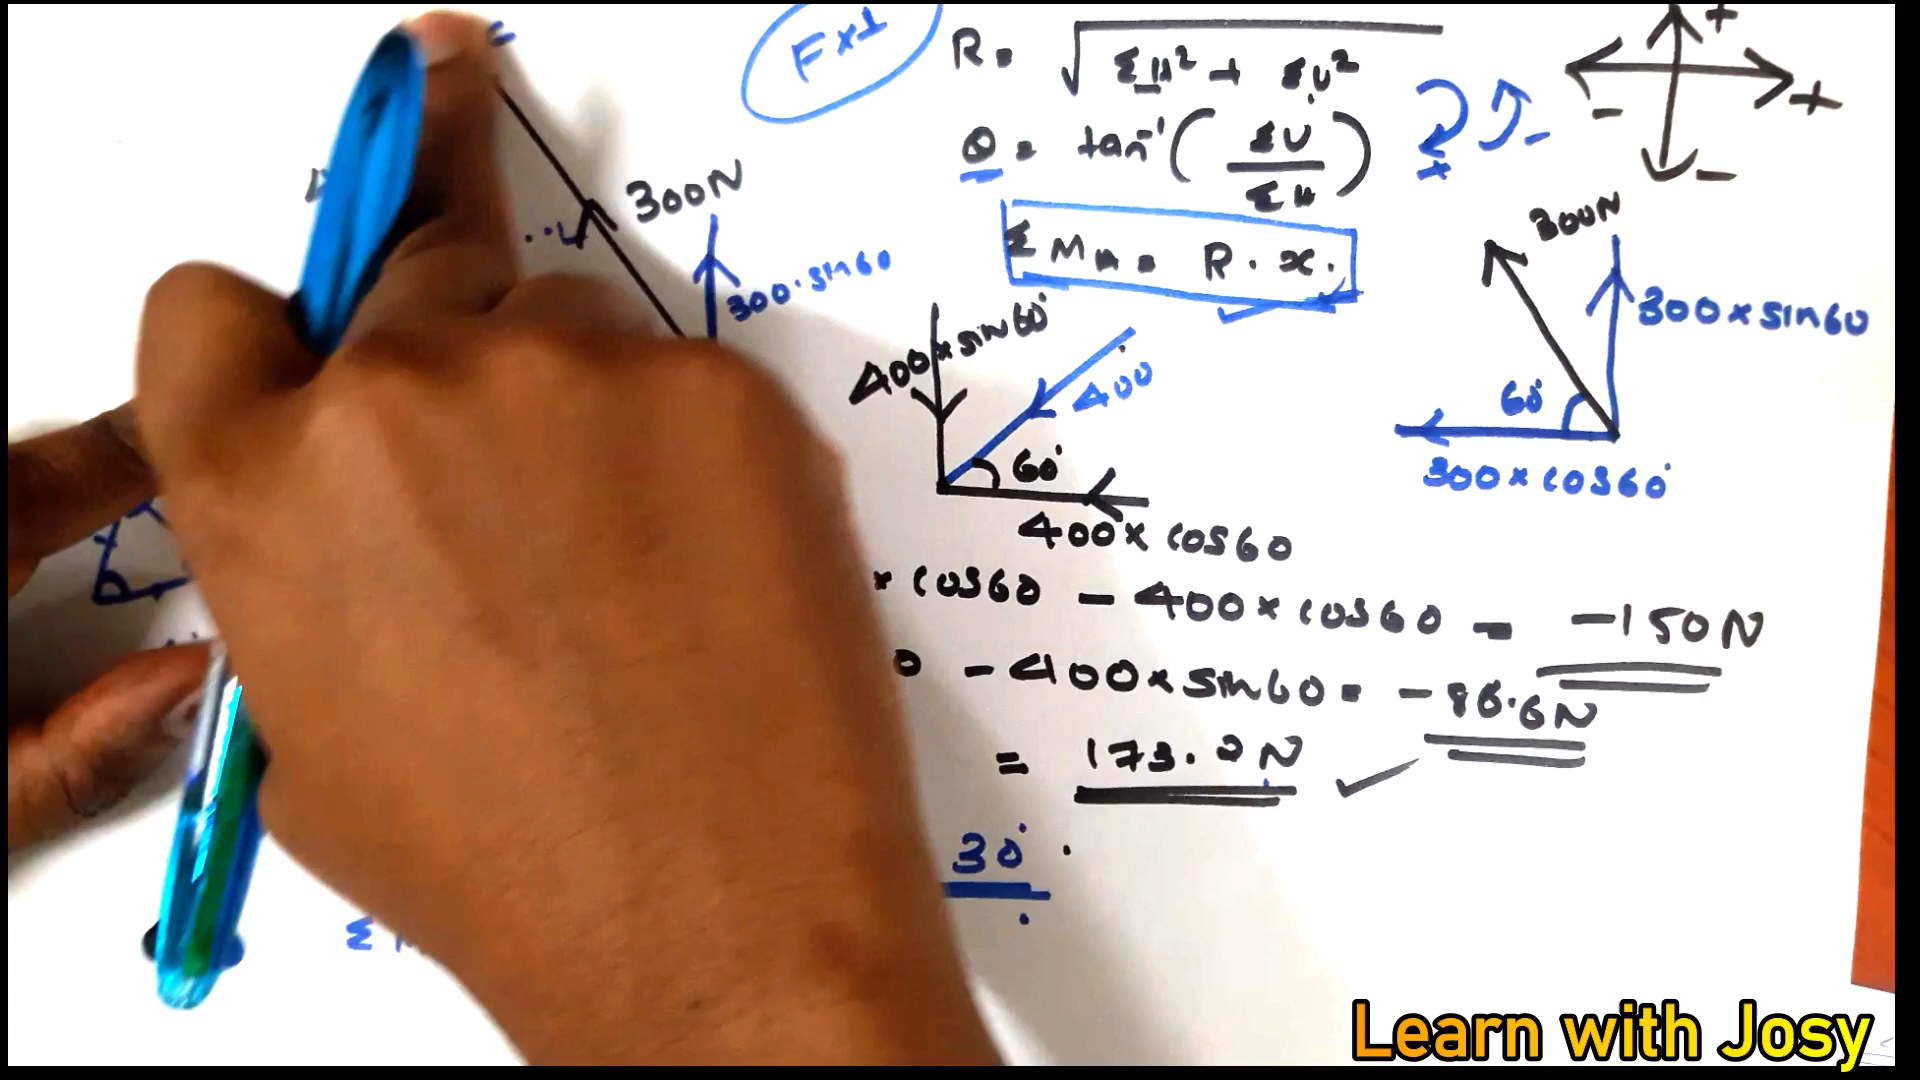 Ex1
R = √ΣH² + ΣV²
θ = tan⁻¹(ΣV/ΣH)
+
-
+
-
+
-
ΣMA = R·x.
300N
300·sin60
400×sin60°
400
60°
400×cos60
300N
300×sin60
60°
300×cos60°
×cos60 - 400×cos60 = -150N
0 - 400×sin60 = -86.6N
= 173.2N
30°
Σ
Learn with Josy